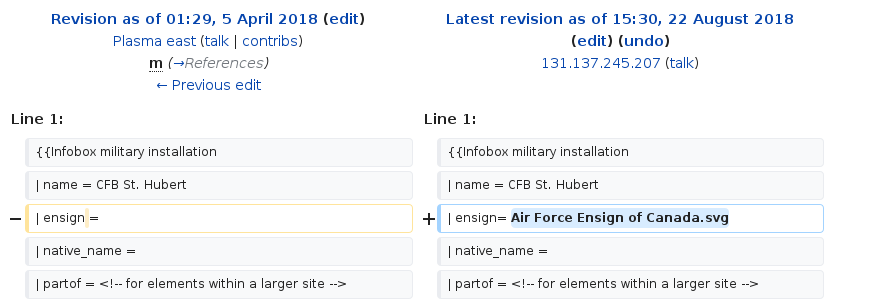 Revision as of 01:29, 5 April 2018 (edit)
Plasma east (talk | contribs)
m (→References)
← Previous edit
Latest revision as of 15:30, 22 August 2018
(edit) (undo)
131.137.245.207 (talk)
Line 1:
Line 1:
{{Infobox military installation
{{Infobox military installation
| name = CFB St. Hubert
| name = CFB St. Hubert
− | ensign =
+ | ensign= Air Force Ensign of Canada.svg
| native_name =
| native_name =
| partof = <!-- for elements within a larger site -->
| partof = <!-- for elements within a larger site -->